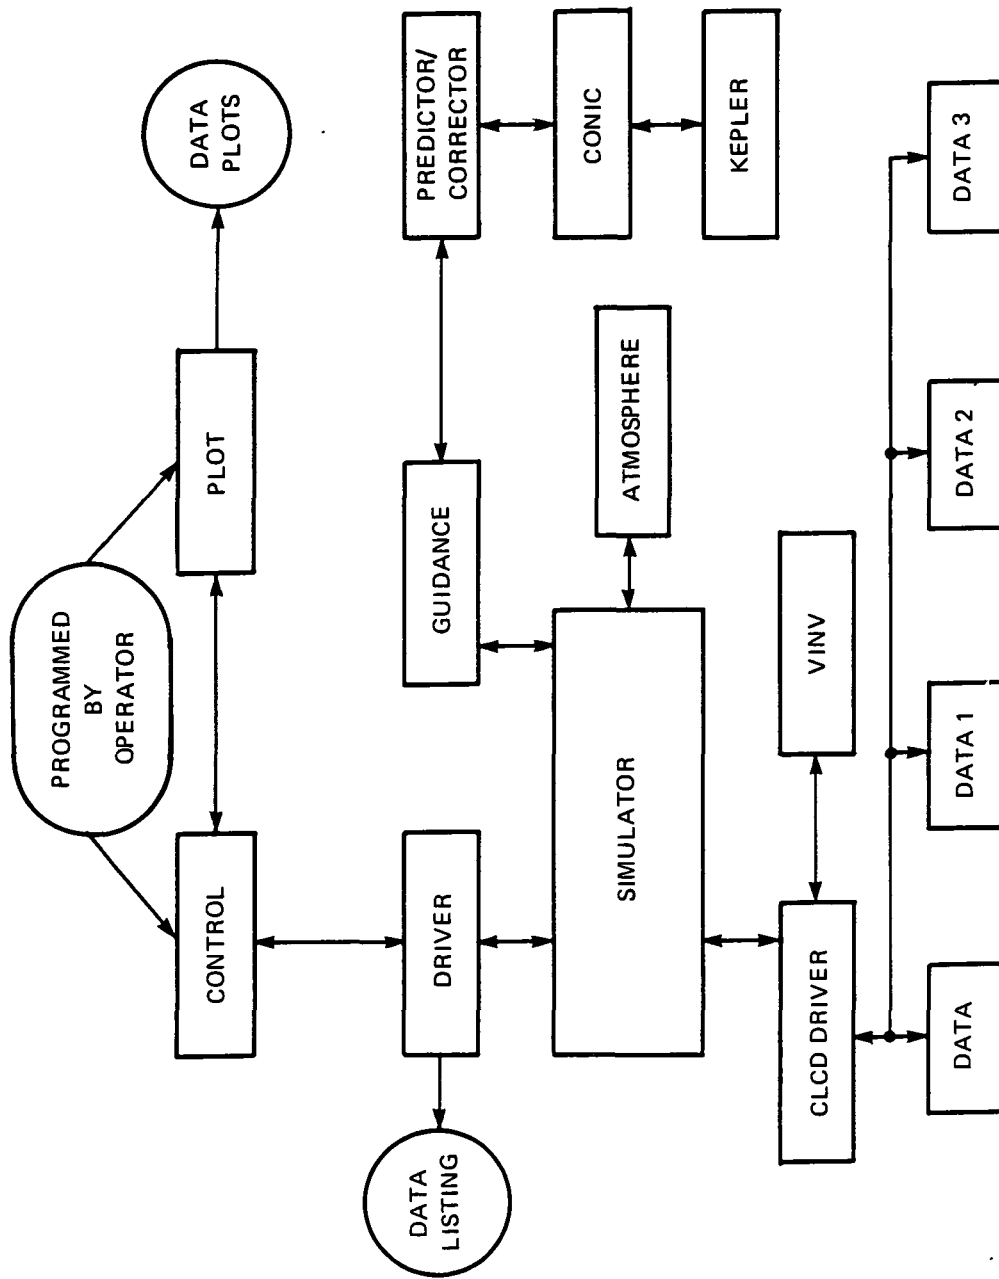 PROGRAMMED
BY
OPERATOR
CONTROL
PLOT
DATA
PLOTS
DATA
LISTING
DRIVER
GUIDANCE
PREDICTOR/
CORRECTOR
SIMULATOR
ATMOSPHERE
CONIC
KEPLER
CLCD DRIVER
VINV
DATA
DATA 1
DATA 2
DATA 3